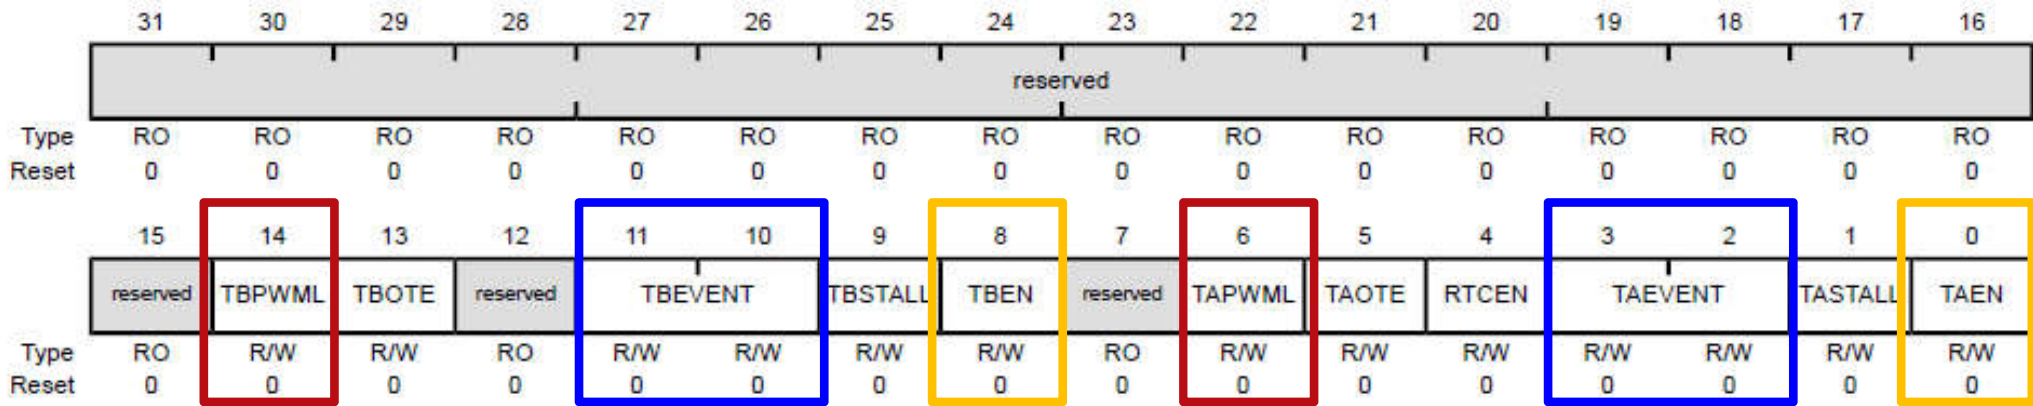 31 30 29 28 27 26 25 24 23 22 21 20 19 18 17 16
reserved
Type RO RO RO RO RO RO RO RO RO RO RO RO RO RO RO RO
Reset 0 0 0 0 0 0 0 0 0 0 0 0 0 0 0 0
15 14 13 12 11 10 9 8 7 6 5 4 3 2 1 0
reserved TBPWML TBOTE reserved TBEVENT TBSTALL TBEN reserved TAPWML TAOTE RTCEN TAEVENT TASTALL TAEN
Type RO R/W R/W RO R/W R/W R/W R/W RO R/W R/W R/W R/W R/W R/W R/W
Reset 0 0 0 0 0 0 0 0 0 0 0 0 0 0 0 0